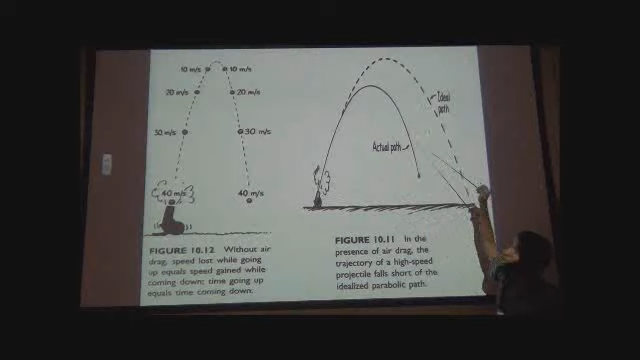 10 m/s 10 m/s
20 m/s 20 m/s
30 m/s 30 m/s
40 m/s 40 m/s
FIGURE 10.12 Without air
drag, speed lost while going
up equals speed gained while
coming down; time going up
equals time coming down.
Ideal
path
Actual path
FIGURE 10.11 In the
presence of air drag, the
trajectory of a high-speed
projectile falls short of the
idealized parabolic path.